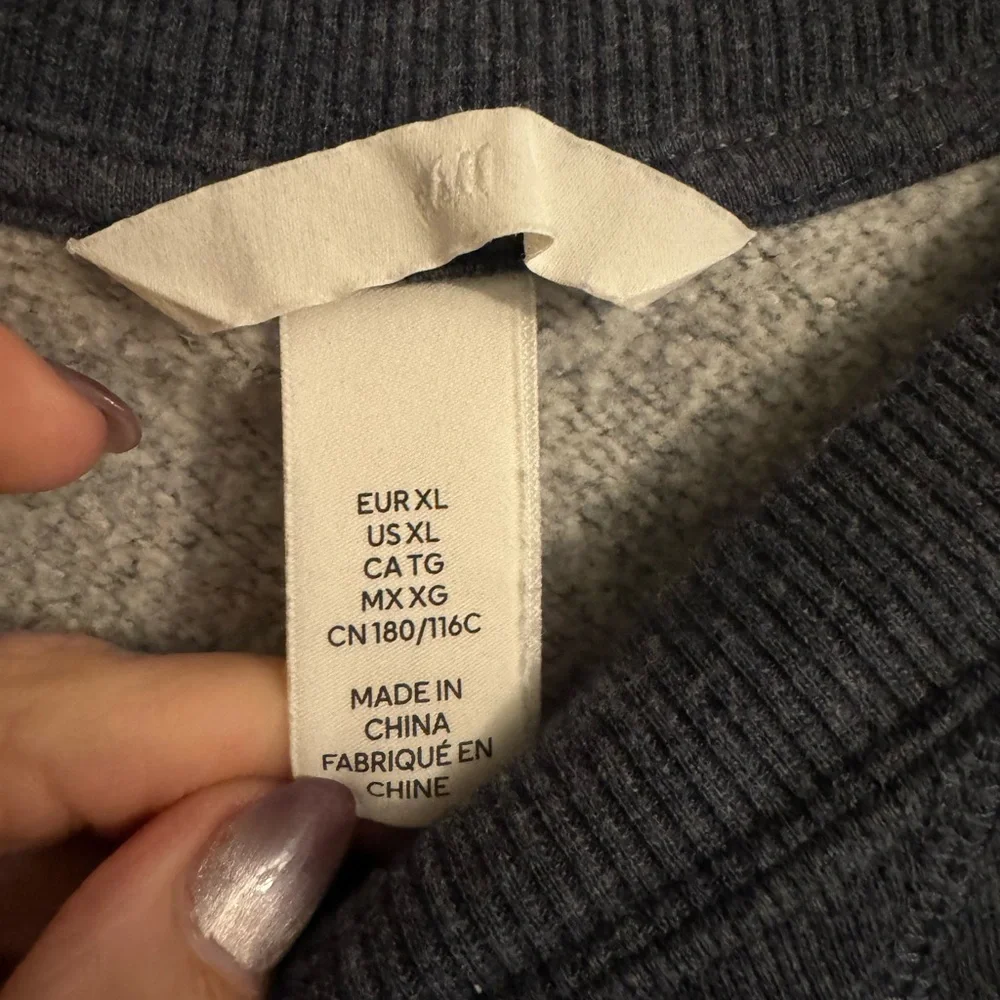 EUR XL
US XL
CA TG
MX XG
CN 180/116C
MADE IN
CHINA
FABRIQUÉ EN
CHINE